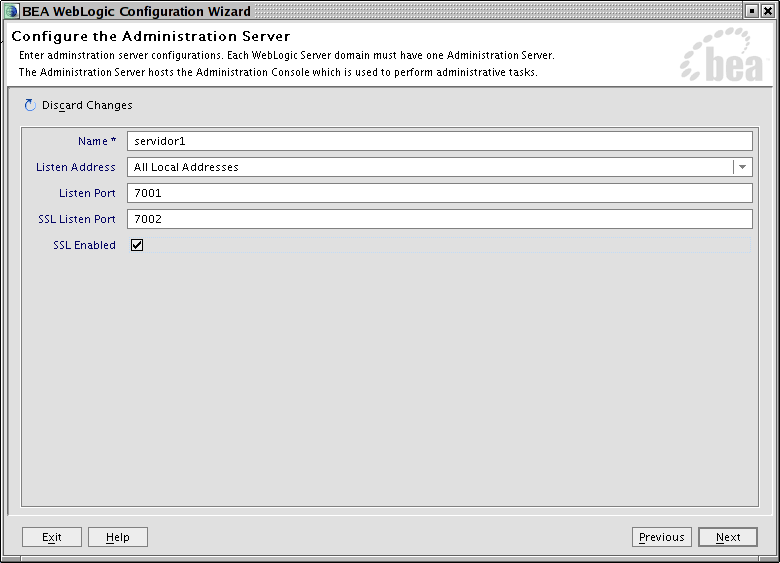 BEA WebLogic Configuration Wizard
Configure the Administration Server
Enter adminstration server configurations. Each WebLogic Server domain must have one Administration Server.
The Administration Server hosts the Administration Console which is used to perform administrative tasks.
bea
Discard Changes
Name * servidor1
Listen Address All Local Addresses
Listen Port 7001
SSL Listen Port 7002
SSL Enabled
Exit Help Previous Next